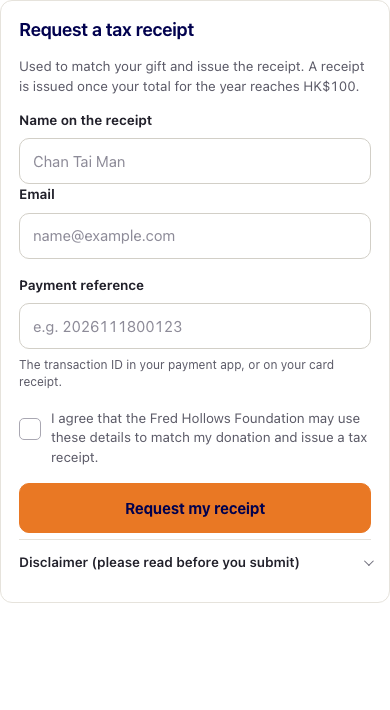 Request a tax receipt
Used to match your gift and issue the receipt. A receipt
is issued once your total for the year reaches HK$100.
Name on the receipt
Chan Tai Man
Email
name@example.com
Payment reference
e.g. 2026111800123
The transaction ID in your payment app, or on your card
receipt.
I agree that the Fred Hollows Foundation may use
these details to match my donation and issue a tax
receipt.
Request my receipt
Disclaimer (please read before you submit)